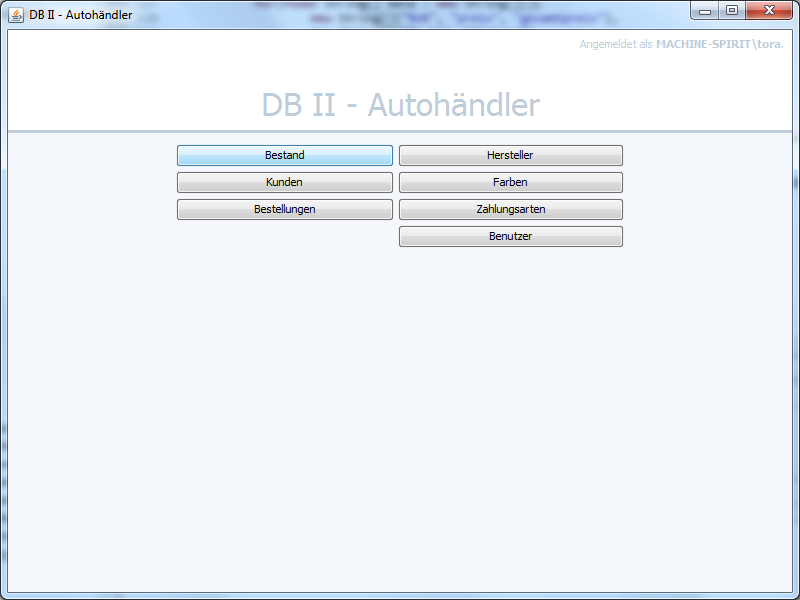 DB II - Autohändler
Angemeldet als MACHINE-SPIRIT\tora.
DB II - Autohändler
Bestand
Hersteller
Kunden
Farben
Bestellungen
Zahlungsarten
Benutzer